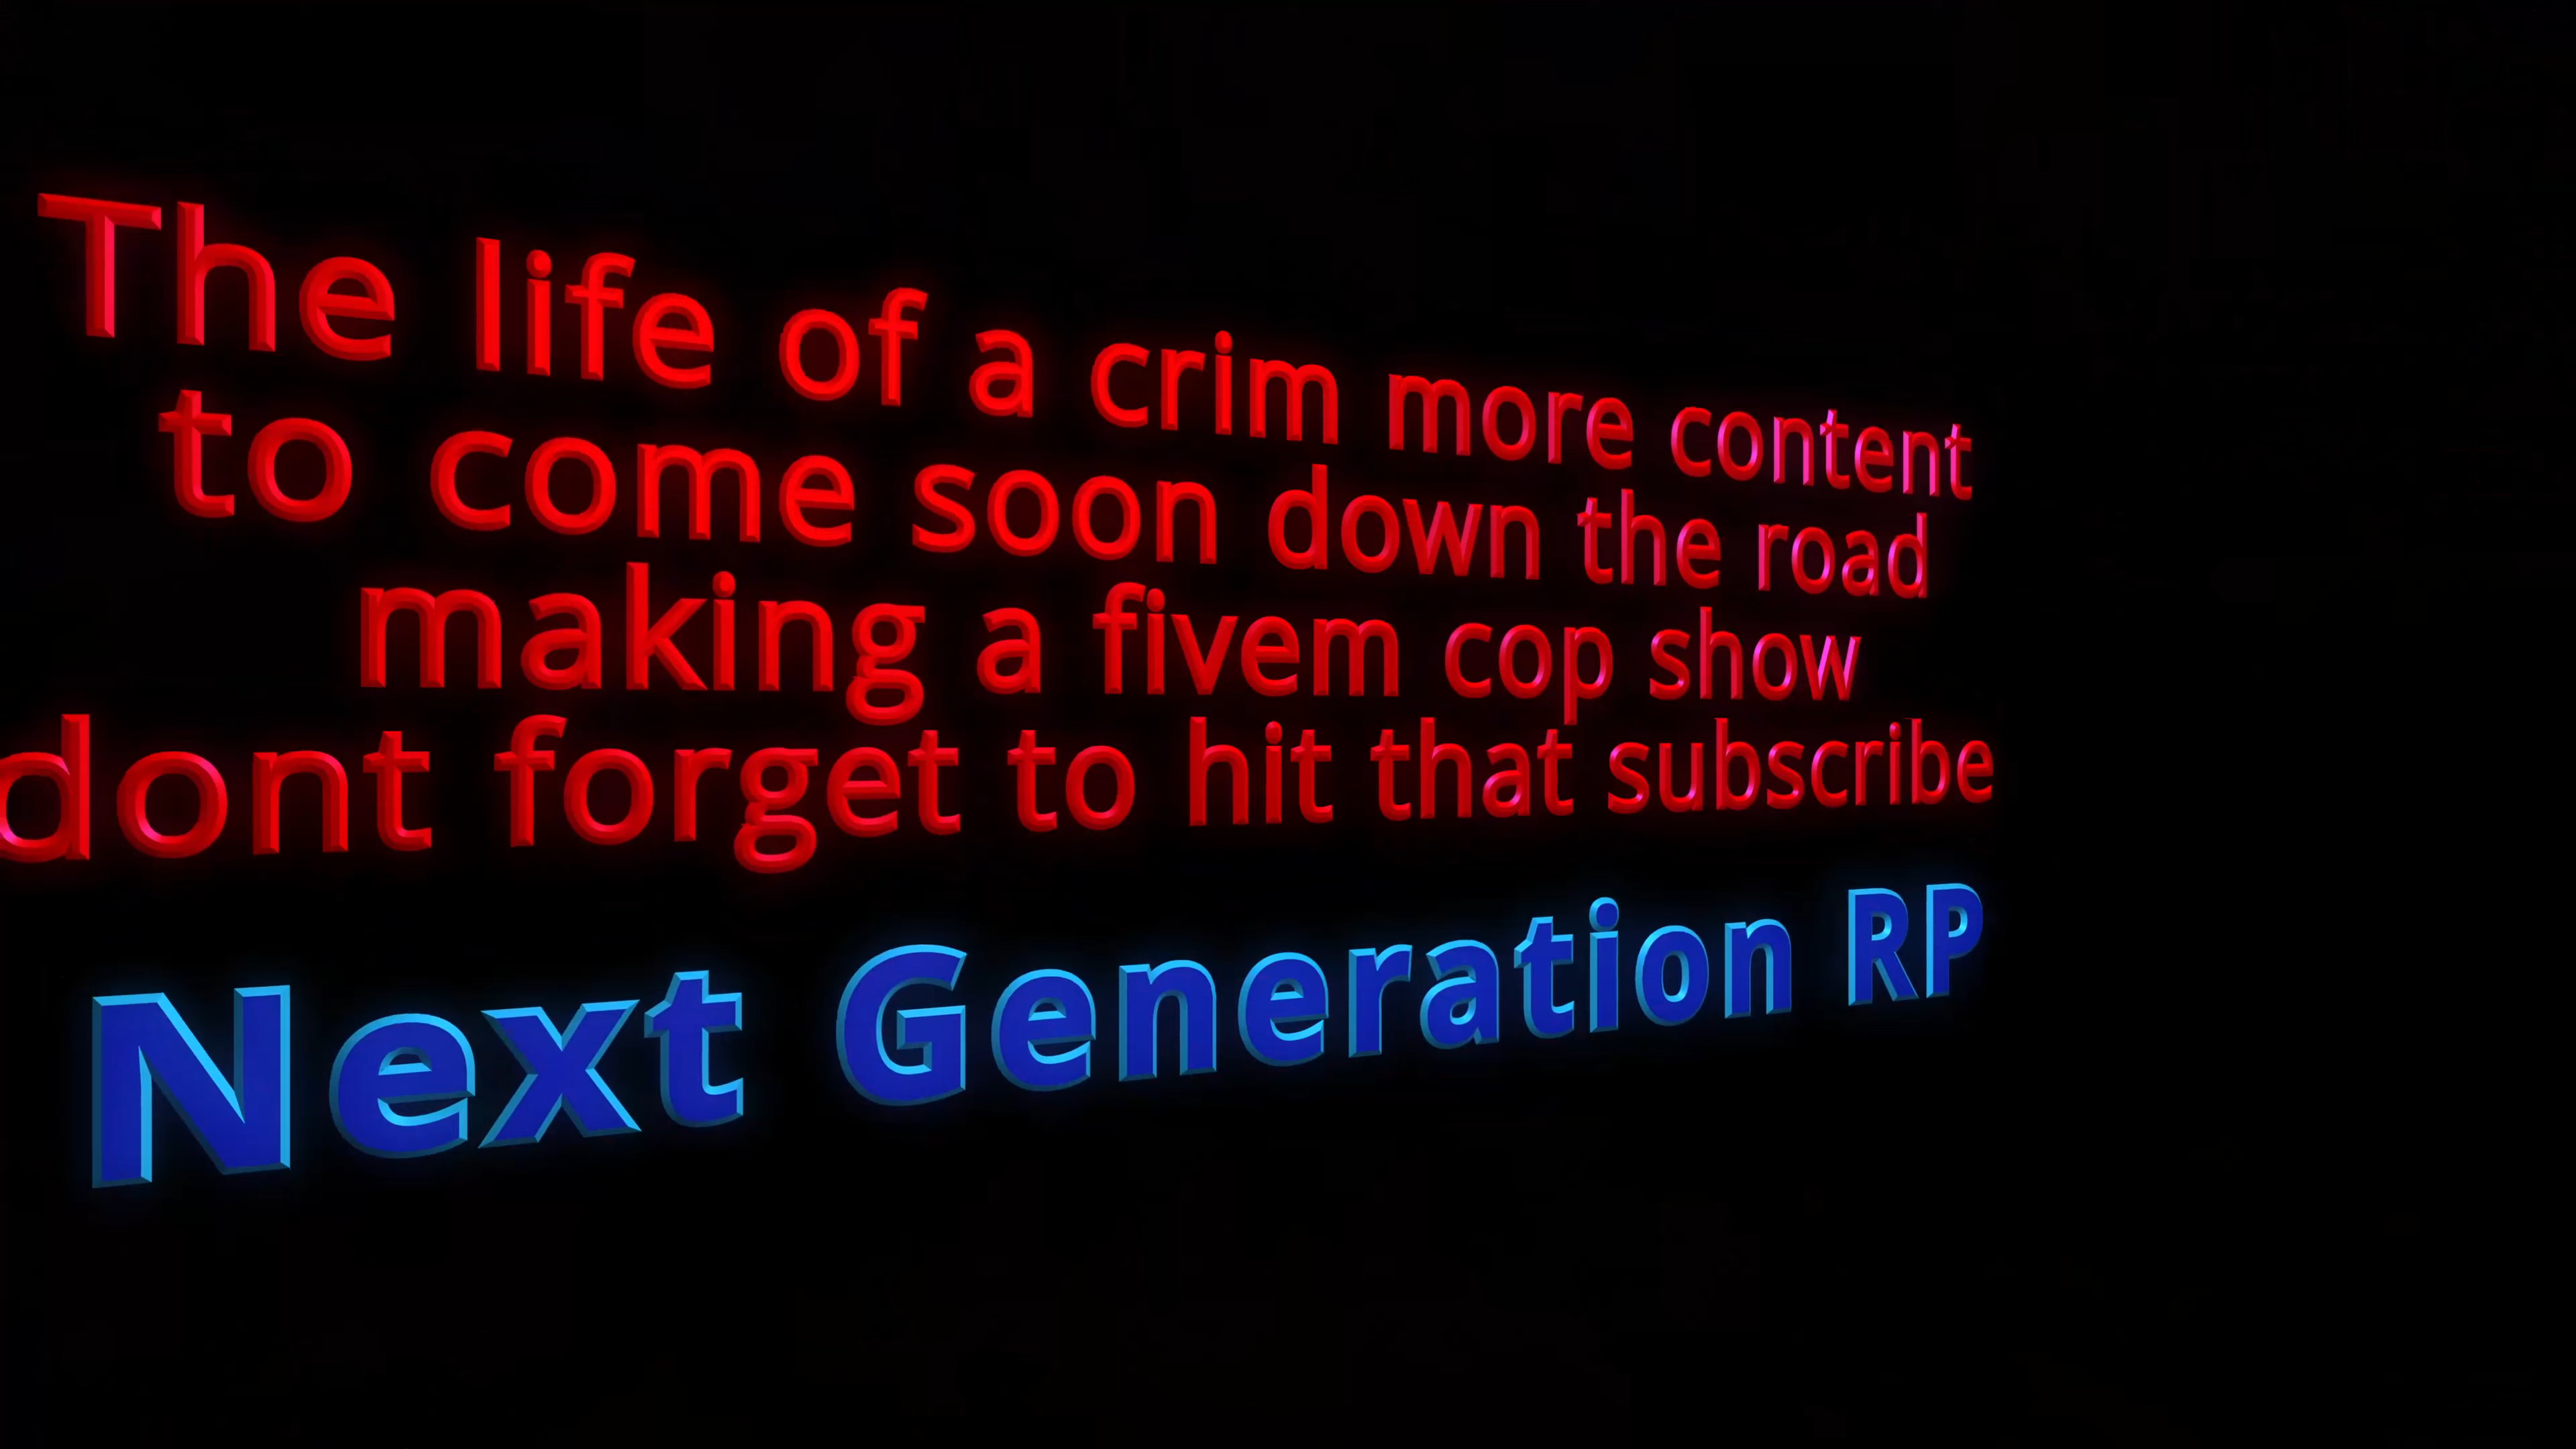 The life of a crim more content
to come soon down the road
making a fivem cop show
dont forget to hit that subscribe
Next Generation RP